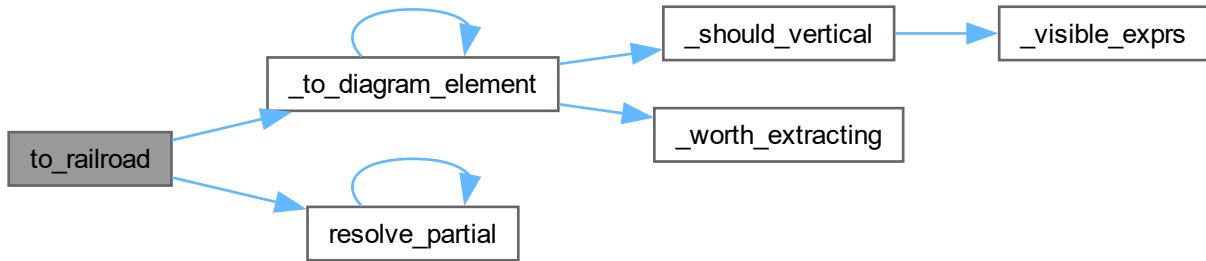 to_railroad
_to_diagram_element
_should_vertical
_visible_exprs
_worth_extracting
resolve_partial